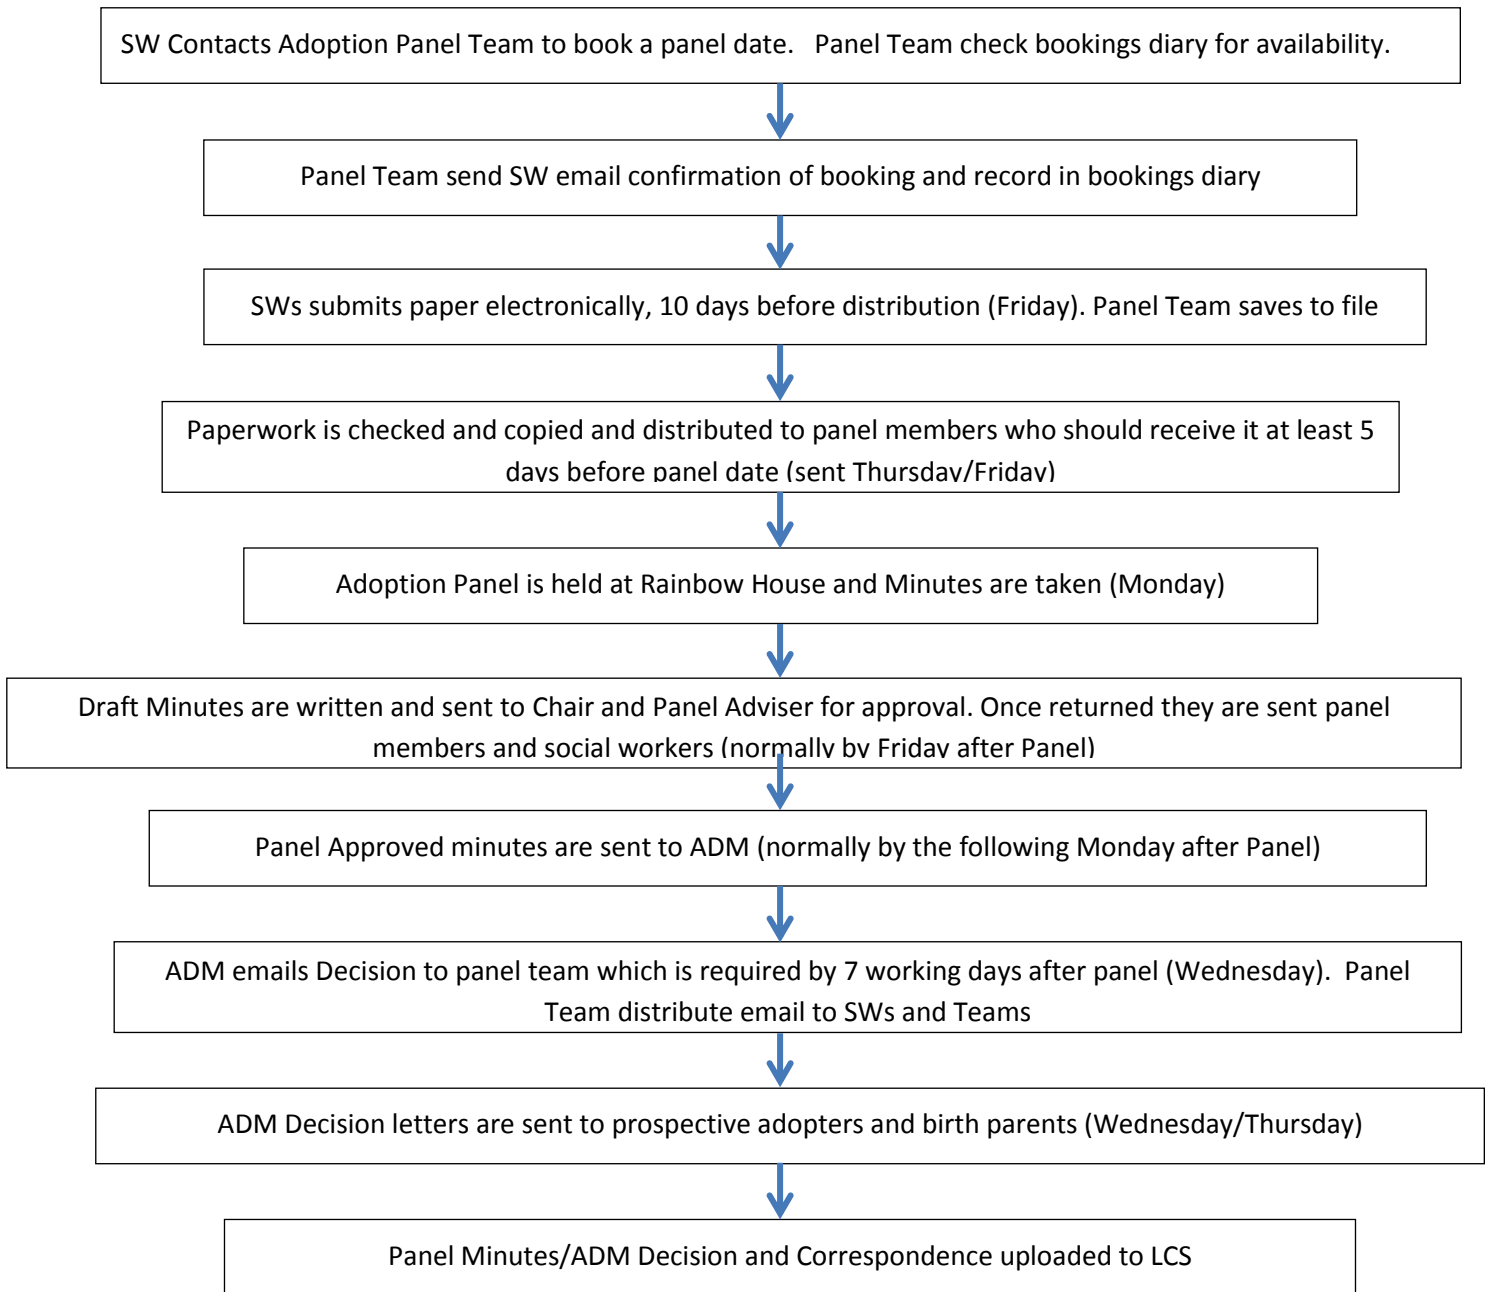 SW Contacts Adoption Panel Team to book a panel date.   Panel Team check bookings diary for availability.
Panel Team send SW email confirmation of booking and record in bookings diary
SWs submits paper electronically, 10 days before distribution (Friday). Panel Team saves to file
Paperwork is checked and copied and distributed to panel members who should receive it at least 5
days before panel date (sent Thursday/Friday)
Adoption Panel is held at Rainbow House and Minutes are taken (Monday)
Draft Minutes are written and sent to Chair and Panel Adviser for approval. Once returned they are sent panel
members and social workers (normally by Friday after Panel)
Panel Approved minutes are sent to ADM (normally by the following Monday after Panel)
ADM emails Decision to panel team which is required by 7 working days after panel (Wednesday).  Panel
Team distribute email to SWs and Teams
ADM Decision letters are sent to prospective adopters and birth parents (Wednesday/Thursday)
Panel Minutes/ADM Decision and Correspondence uploaded to LCS